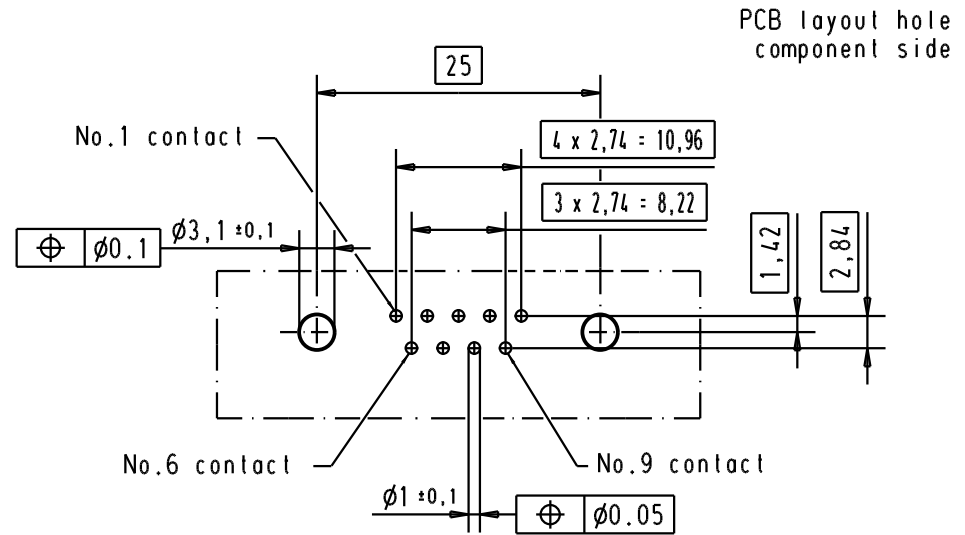 PCB layout hole
component side
25
No.1 contact
4 x 2,74 = 10,96
3 x 2,74 = 8,22
⌖ Ø0.1
Ø3,1 ±0,1
1,42
2,84
No.6 contact
No.9 contact
Ø1 ±0,1
⌖ Ø0.05